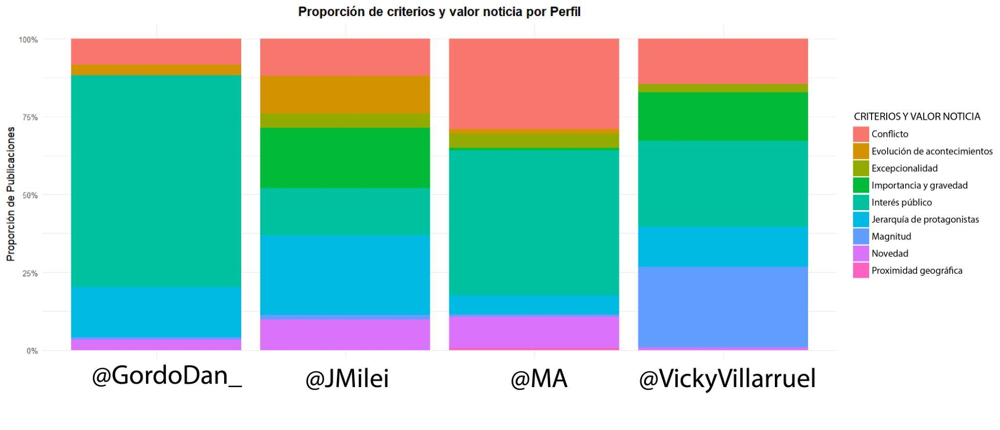 Proporción de criterios y valor noticia por Perfil
Proporción de Publicaciones
100%
75%
50%
25%
0%
@GordoDan_
@JMilei
@MA
@VickyVillarruel
CRITERIOS Y VALOR NOTICIA
Conflicto
Evolución de acontecimientos
Excepcionalidad
Importancia y gravedad
Interés público
Jerarquía de protagonistas
Magnitud
Novedad
Proximidad geográfica